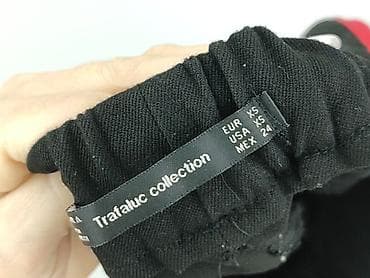 Trafaluc collection
EUR XS
USA XS
MEX 24